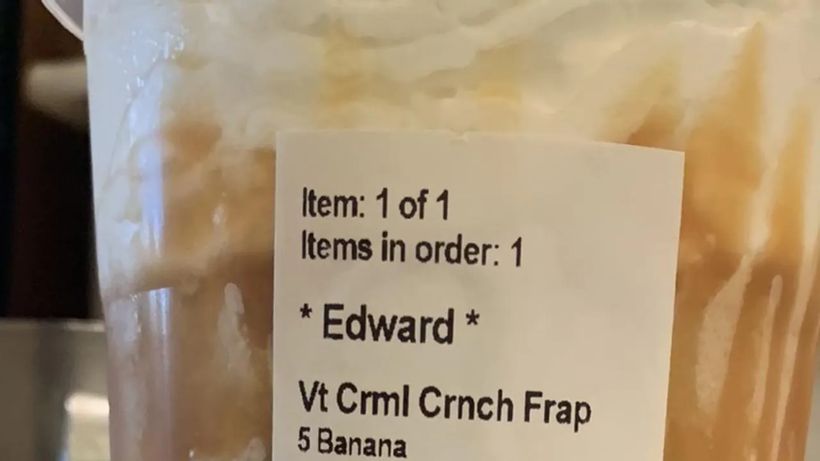 Item: 1 of 1
Items in order: 1
* Edward *
Vt Crml Crnch Frap
5 Banana